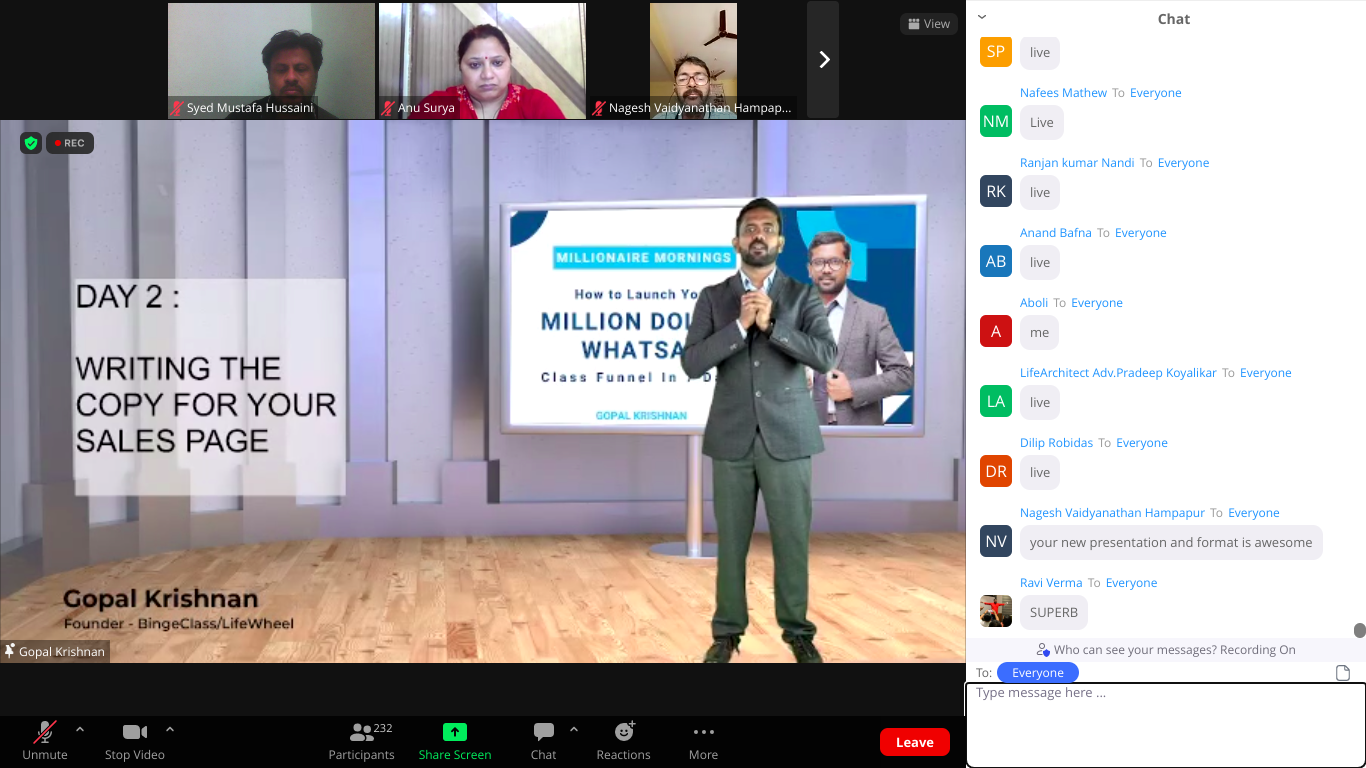 View
Syed Mustafa Hussaini
Anu Surya
Nagesh Vaidyanathan Hampap...
REC
DAY 2 :
WRITING THE
COPY FOR YOUR
SALES PAGE
MILLIONAIRE MORNINGS
How to Launch Yo
MILLION DOL
WHATSA
Class Funnel In 7 D
GOPAL KRISHNAN
Gopal Krishnan
Founder - BingeClass/LifeWheel
Gopal Krishnan
Unmute
Stop Video
232
Participants
Share Screen
Chat
Reactions
More
Leave
Chat
SP
live
Nafees Mathew To Everyone
NM
Live
Ranjan kumar Nandi To Everyone
RK
live
Anand Bafna To Everyone
AB
live
Aboli To Everyone
A
me
LifeArchitect Adv.Pradeep Koyalikar To Everyone
LA
live
Dilip Robidas To Everyone
DR
live
Nagesh Vaidyanathan Hampapur To Everyone
NV
your new presentation and format is awesome
Ravi Verma To Everyone
SUPERB
Who can see your messages? Recording On
To: Everyone
Type message here ...